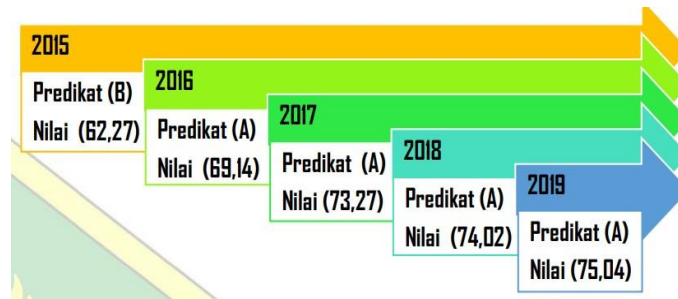 2015
Predikat (B)
Nilai (62,27)
2016
Predikat (A)
Nilai (69,14)
2017
Predikat (A)
Nilai (73,27)
2018
Predikat (A)
Nilai (74,02)
2019
Predikat (A)
Nilai (75,04)